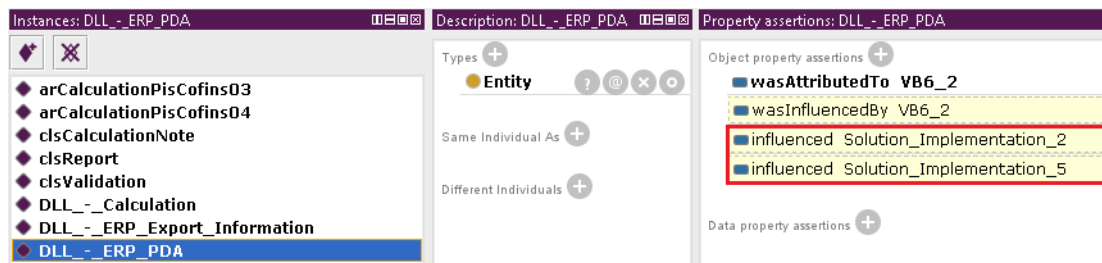 Instances: DLL_-_ERP_PDA
arCalculationPisCofins03
arCalculationPisCofins04
clsCalculationNote
clsReport
clsValidation
DLL_-_Calculation
DLL_-_ERP_Export_Information
DLL_-_ERP_PDA
Description: DLL_-_ERP_PDA
Types
Entity
Same Individual As
Different Individuals
Property assertions: DLL_-_ERP_PDA
Object property assertions
wasAttributedTo VB6_2
wasInfluencedBy VB6_2
influenced Solution_Implementation_2
influenced Solution_Implementation_5
Data property assertions